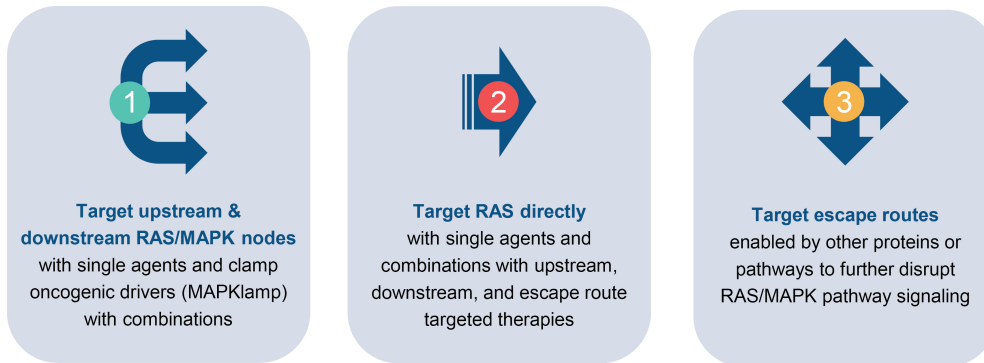 1
Target upstream &
downstream RAS/MAPK nodes
with single agents and clamp
oncogenic drivers (MAPKlamp)
with combinations
2
Target RAS directly
with single agents and
combinations with upstream,
downstream, and escape route
targeted therapies
3
Target escape routes
enabled by other proteins or
pathways to further disrupt
RAS/MAPK pathway signaling